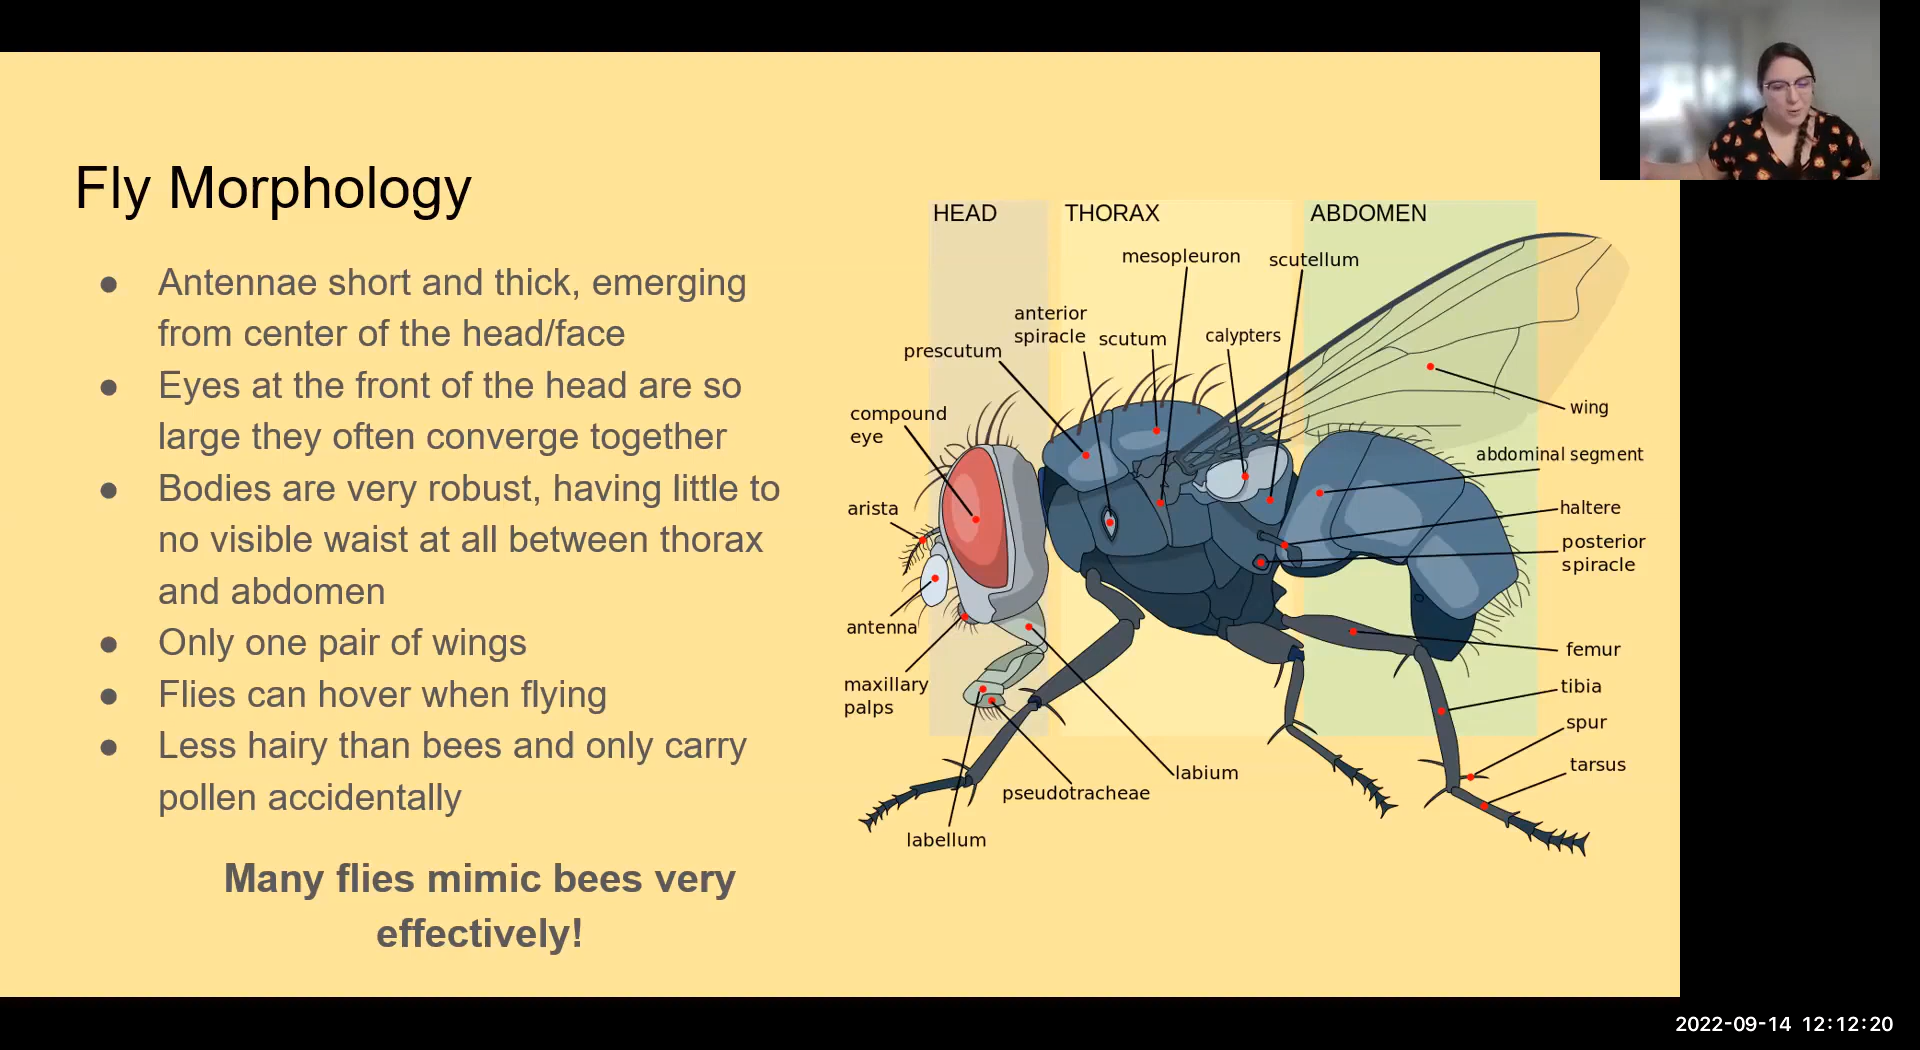 Fly Morphology
● Antennae short and thick, emerging
from center of the head/face
● Eyes at the front of the head are so
large they often converge together
● Bodies are very robust, having little to
no visible waist at all between thorax
and abdomen
● Only one pair of wings
● Flies can hover when flying
● Less hairy than bees and only carry
pollen accidentally
Many flies mimic bees very
effectively!
HEAD
THORAX
ABDOMEN
mesopleuron
scutellum
anterior
spiracle
scutum
calypters
prescutum
compound
eye
wing
abdominal segment
arista
haltere
posterior
spiracle
antenna
femur
maxillary
palps
tibia
spur
tarsus
labium
pseudotracheae
labellum
2022-09-14 12:12:20